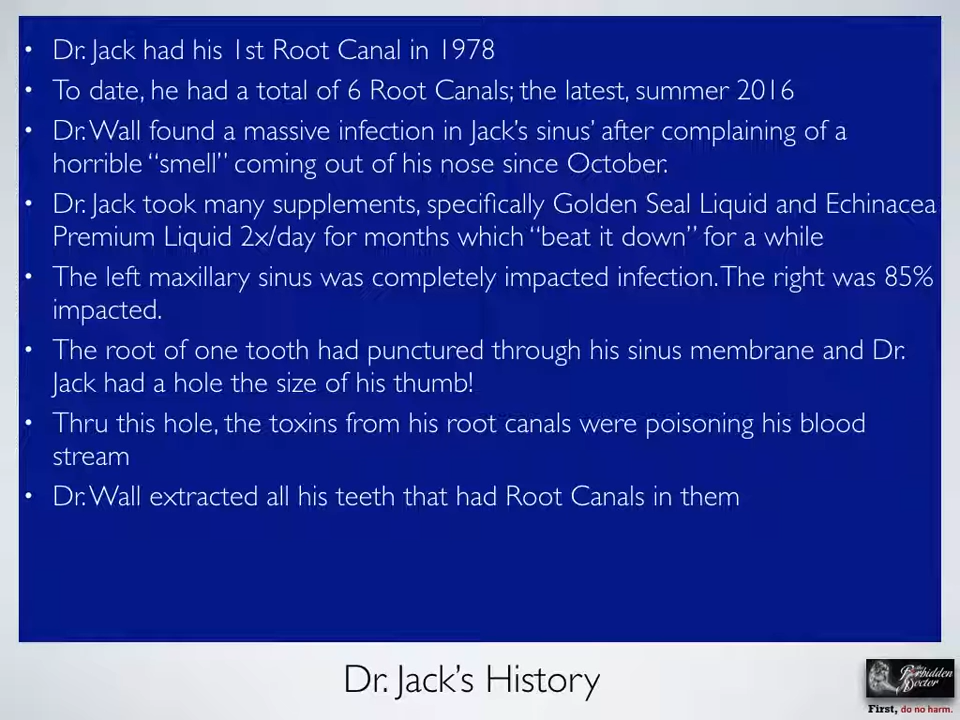 • Dr. Jack had his 1st Root Canal in 1978
• To date, he had a total of 6 Root Canals; the latest, summer 2016
• Dr. Wall found a massive infection in Jack's sinus' after complaining of a
horrible “smell” coming out of his nose since October.
• Dr. Jack took many supplements, specifically Golden Seal Liquid and Echinacea
Premium Liquid 2x/day for months which “beat it down” for a while
• The left maxillary sinus was completely impacted infection. The right was 85%
impacted.
• The root of one tooth had punctured through his sinus membrane and Dr.
Jack had a hole the size of his thumb!
• Thru this hole, the toxins from his root canals were poisoning his blood
stream
• Dr. Wall extracted all his teeth that had Root Canals in them
Dr. Jack's History
the
Forbidden
Doctor
First, do no harm.